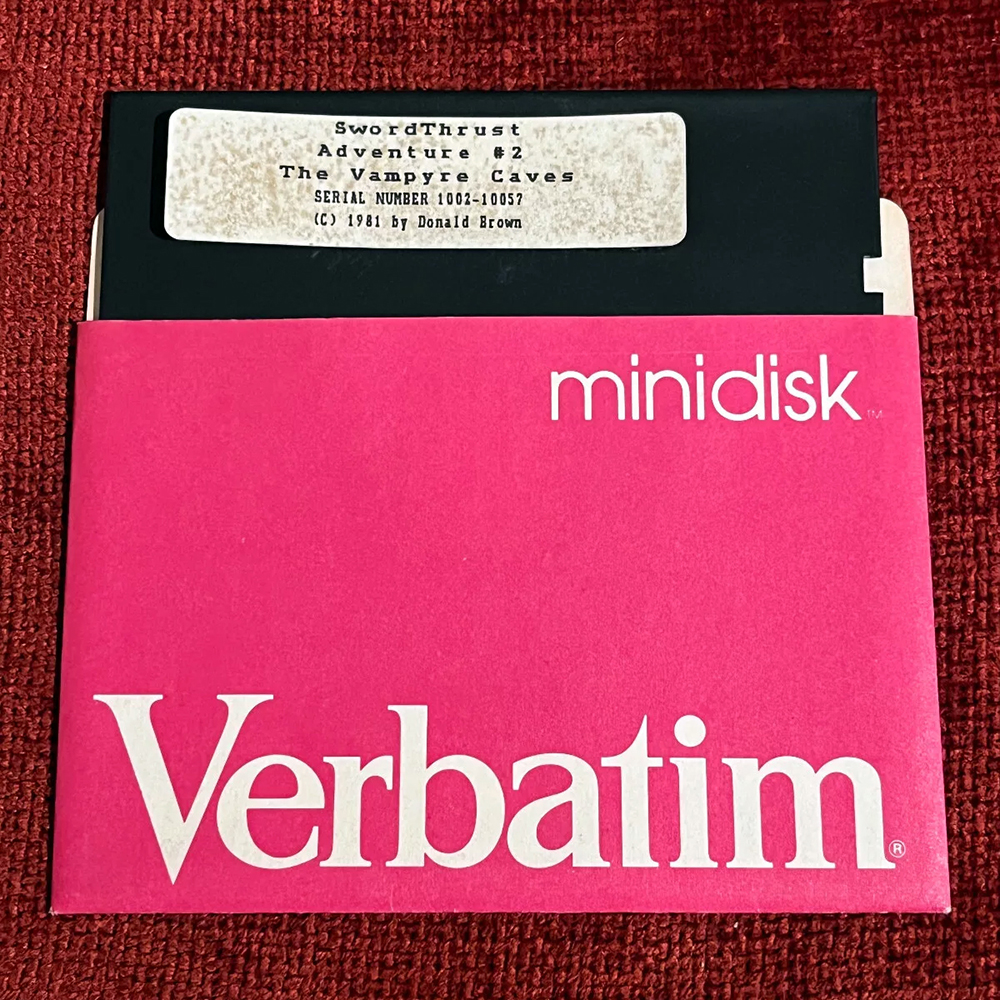 SwordThrust
Adventure #2
The Vampyre Caves
SERIAL NUMBER 1002-10057
(C) 1981 by Donald Brown
minidisk™
Verbatim®